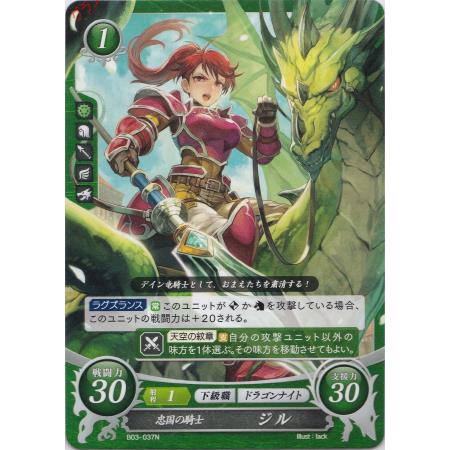 1
デイン竜騎士として、おまえたちを粛清する！
ラグズランス 常 このユニットが か を攻撃している場合、
このユニットの戦闘力は+20される。
天空の紋章 支 自分の攻撃ユニット以外の
味方を1体選ぶ。その味方を移動させてもよい。
戦闘力
30
射程 1
下級職
ドラゴンナイト
支援力
30
忠国の騎士
ジル
B03-037N
Illust：lack